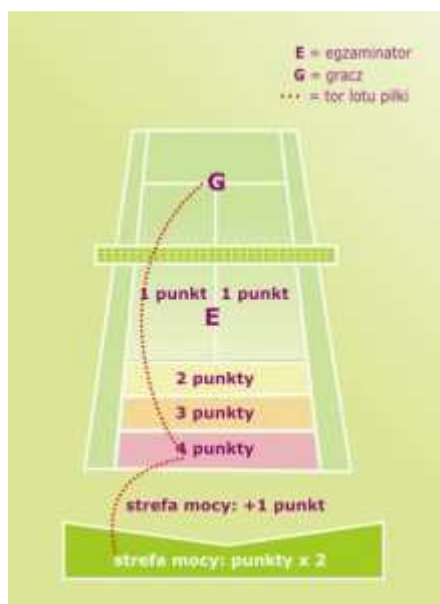 E = egzaminator
G = gracz
••• = tor lotu piłki
G
1 punkt 1 punkt
E
2 punkty
3 punkty
4 punkty
strefa mocy: +1 punkt
strefa mocy: punkty x 2